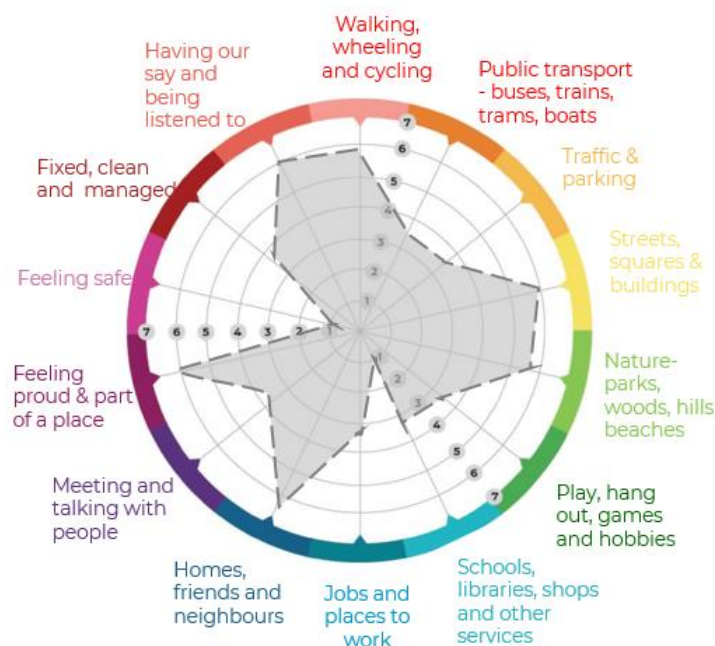 Walking,
wheeling
and cycling
Public transport
- buses, trains,
trams, boats
Traffic &
parking
Streets,
squares &
buildings
Nature-
parks,
woods, hills
beaches
Play, hang
out, games
and hobbies
Schools,
libraries, shops
and other
services
Jobs and
places to
work
Homes,
friends and
neighbours
Meeting and
talking with
people
Feeling
proud & part
of a place
Feeling safe
Fixed, clean
and managed
Having our
say and
being
listened to
7
6
5
4
3
2
1
7 6 5 4 3 2 1
1
2
3
4
5
6
7